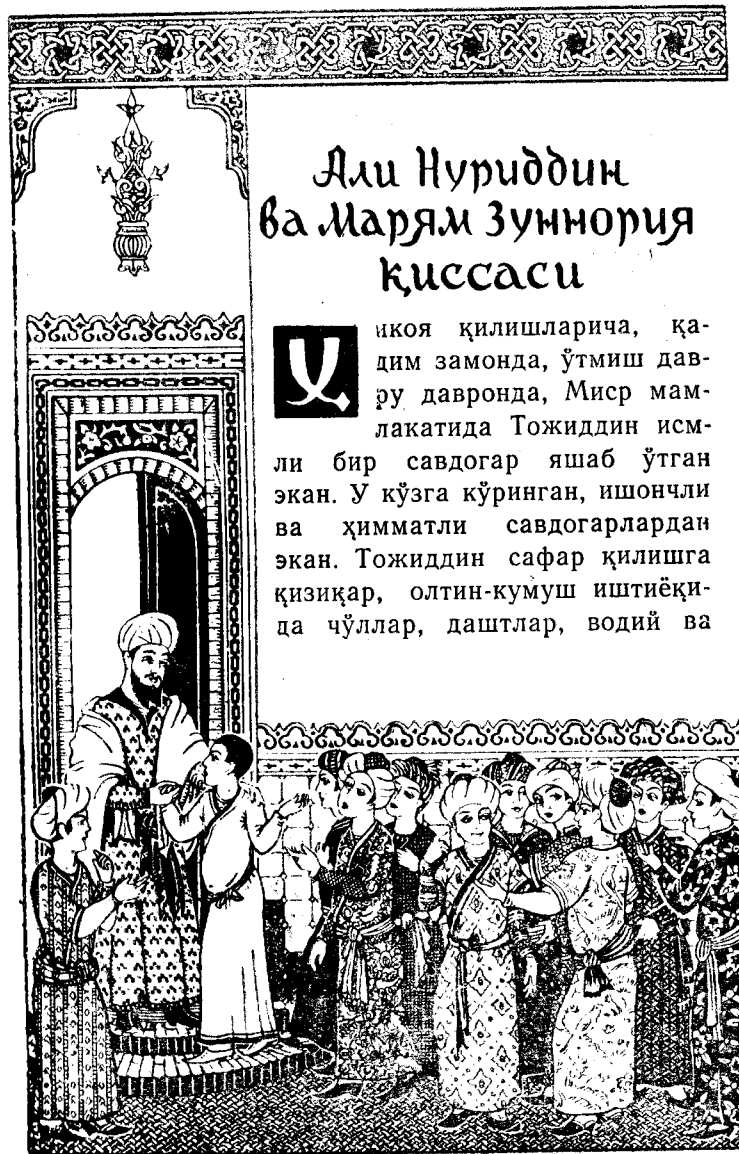 Али Нуриддин
ва Марям Зуннория
қиссаси
Ҳикоя қилишларича, қа-
дим замонда, ўтмиш дав-
ру давронда, Миср мам-
лакатида Тожиддин исм-
ли бир савдогар яшаб ўтган
экан. У кўзга кўринган, ишончли
ва ҳимматли савдогарлардан
экан. Тожиддин сафар қилишга
қизиқар, олтин-кумуш иштиёқи-
да чўллар, даштлар, водий ва